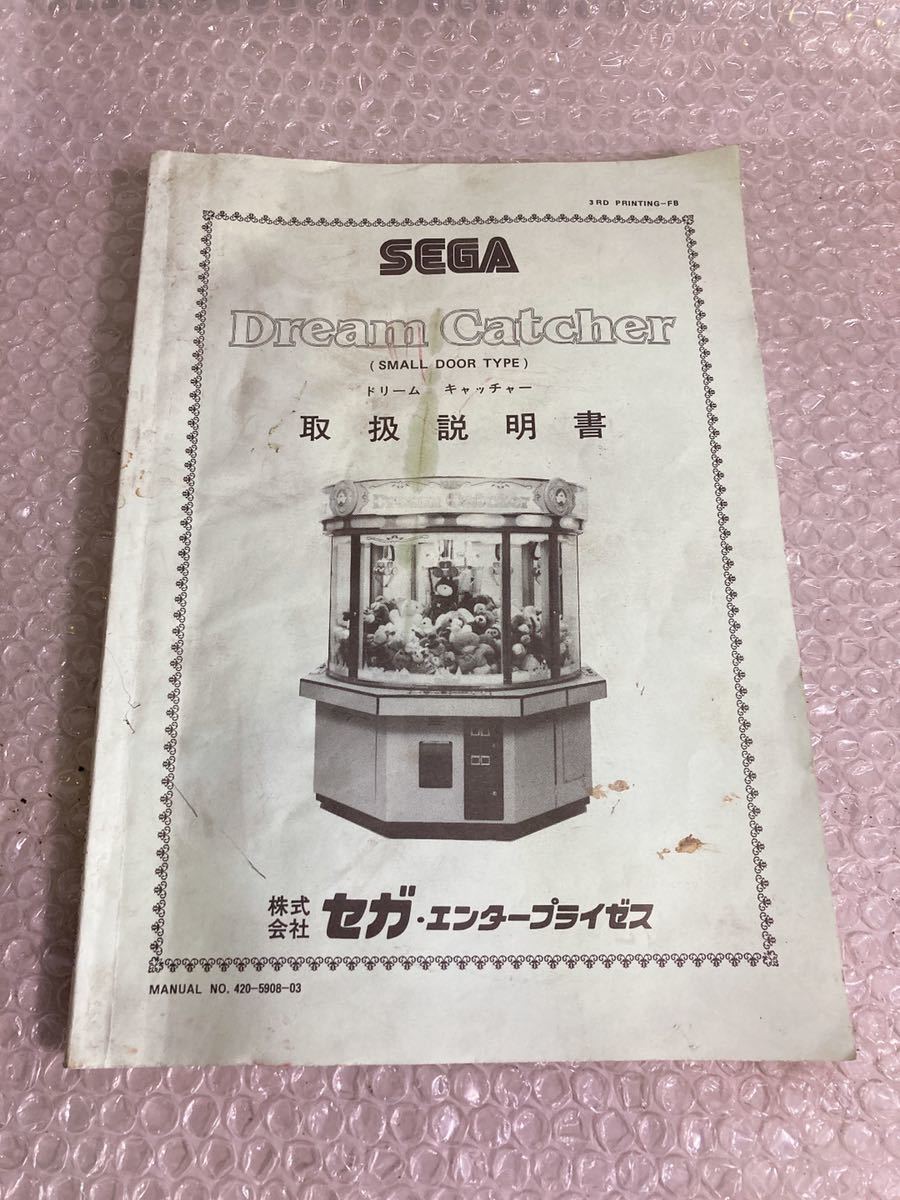 3RD PRINTING-FB
SEGA
Dream Catcher
(SMALL DOOR TYPE)
ドリーム キャッチャー
取扱説明書
Dream Catcher
株式会社 セガ・エンタープライゼス
MANUAL NO. 420-5908-03